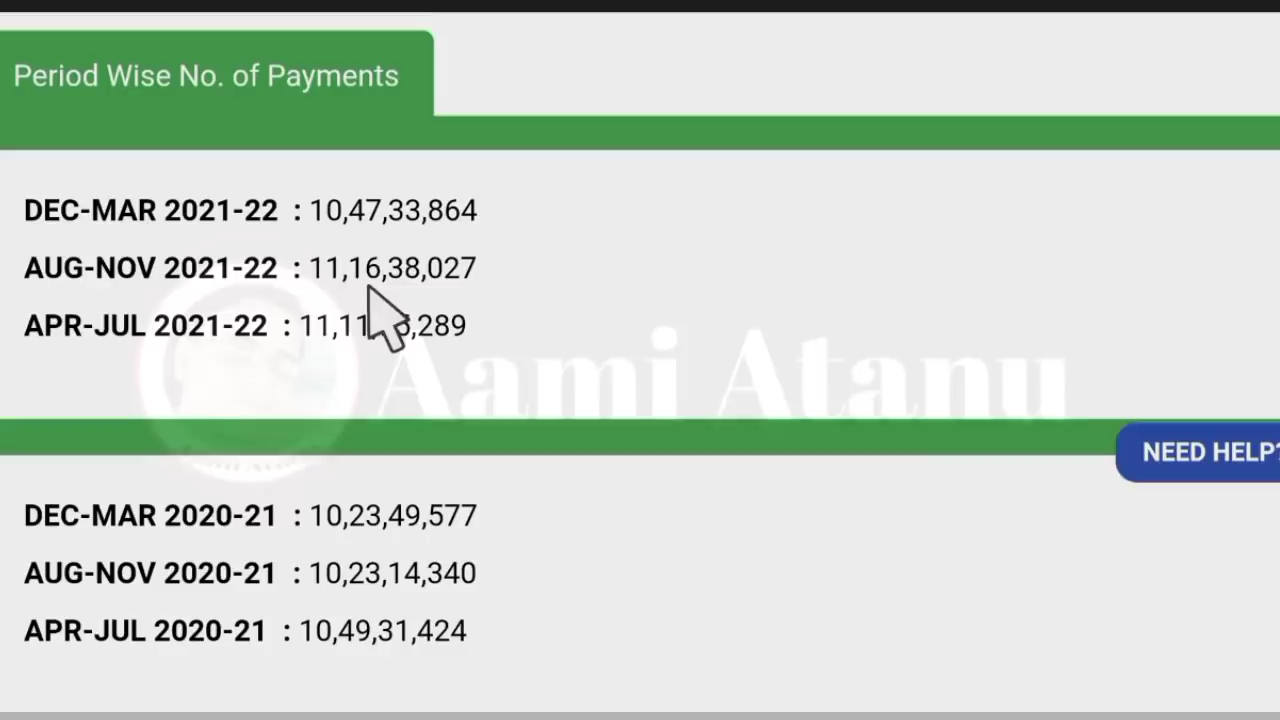 Period Wise No. of Payments
DEC-MAR 2021-22 : 10,47,33,864
AUG-NOV 2021-22 : 11,16,38,027
APR-JUL 2021-22 :
Aami Atanu
NEED HELP?
DEC-MAR 2020-21 : 10,23,49,577
AUG-NOV 2020-21 : 10,23,14,340
APR-JUL 2020-21 : 10,49,31,424